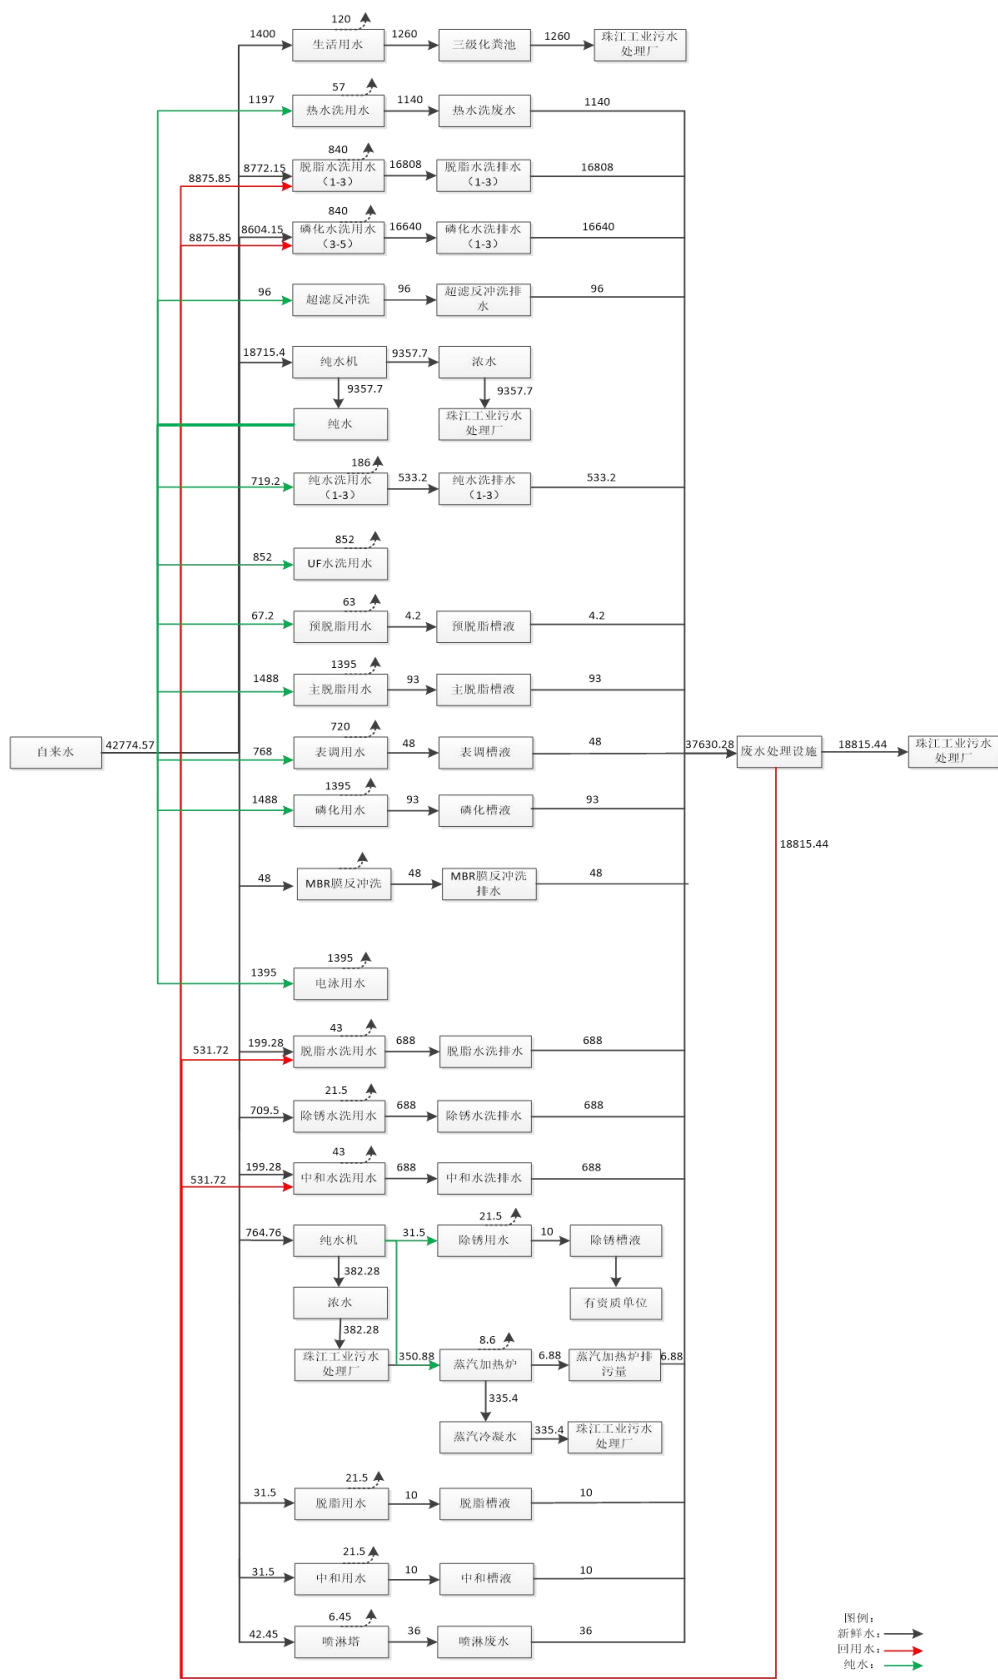 120
1400
生活用水
1260
三级化粪池
1260
珠江工业污水
处理厂
57
1197
热水洗用水
1140
热水洗废水
1140
840
8772.15
8875.85
脱脂水洗用水
（1-3）
16808
脱脂水洗排水
（1-3）
16808
840
8604.15
8875.85
磷化水洗用水
（3-5）
16640
磷化水洗排水
（1-3）
16640
96
超滤反冲洗
96
超滤反冲洗排
水
96
18715.4
纯水机
9357.7
浓水
9357.7
9357.7
纯水
珠江工业污水
处理厂
186
719.2
纯水洗用水
（1-3）
533.2
纯水洗排水
（1-3）
533.2
852
852
UF水洗用水
63
67.2
预脱脂用水
4.2
预脱脂槽液
4.2
1395
1488
主脱脂用水
93
主脱脂槽液
93
720
自来水
42774.57
768
表调用水
48
表调槽液
48
37630.28
废水处理设施
18815.44
珠江工业污水
处理厂
1395
1488
磷化用水
93
磷化槽液
93
18815.44
48
MBR膜反冲洗
48
MBR膜反冲洗
排水
48
1395
1395
电泳用水
43
199.28
531.72
脱脂水洗用水
688
脱脂水洗排水
688
21.5
709.5
除锈水洗用水
688
除锈水洗排水
688
43
199.28
531.72
中和水洗用水
688
中和水洗排水
688
21.5
764.76
纯水机
31.5
除锈用水
10
除锈槽液
382.28
浓水
有资质单位
382.28
8.6
珠江工业污水
处理厂
350.88
蒸汽加热炉
6.88
蒸汽加热炉排
污量
6.88
335.4
蒸汽冷凝水
335.4
珠江工业污水
处理厂
21.5
31.5
脱脂用水
10
脱脂槽液
10
21.5
31.5
中和用水
10
中和槽液
10
6.45
42.45
喷淋塔
36
喷淋废水
36
图例：
新鲜水：
回用水：
纯水：